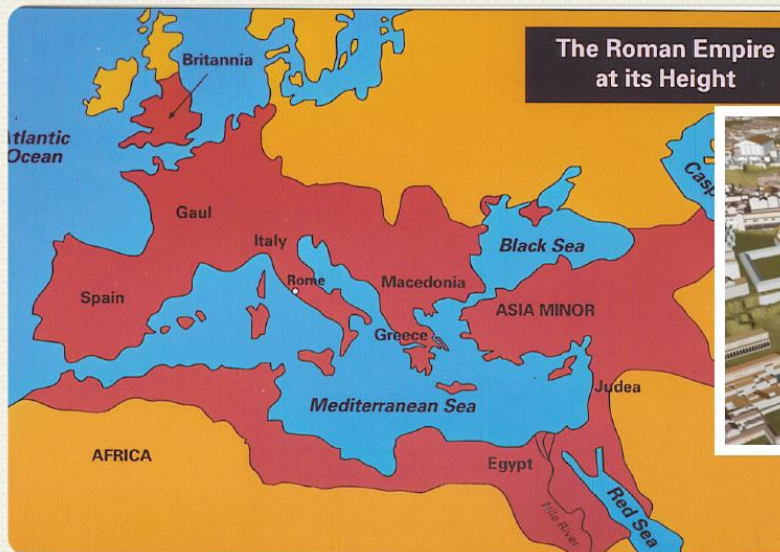 The Roman Empire
at its Height
Britannia
Atlantic
Ocean
Gaul
Italy
Rome
Spain
Macedonia
Greece
Black Sea
ASIA MINOR
Mediterranean Sea
Judea
AFRICA
Egypt
Nile River
Red Sea